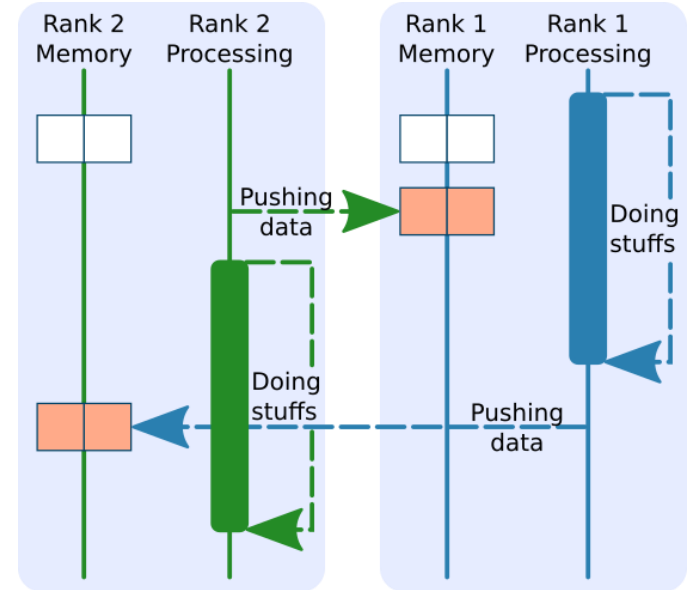 Rank 2
Memory
Rank 2
Processing
Rank 1
Memory
Rank 1
Processing
Pushing
data
Doing
stuffs
Doing
stuffs
Pushing
data